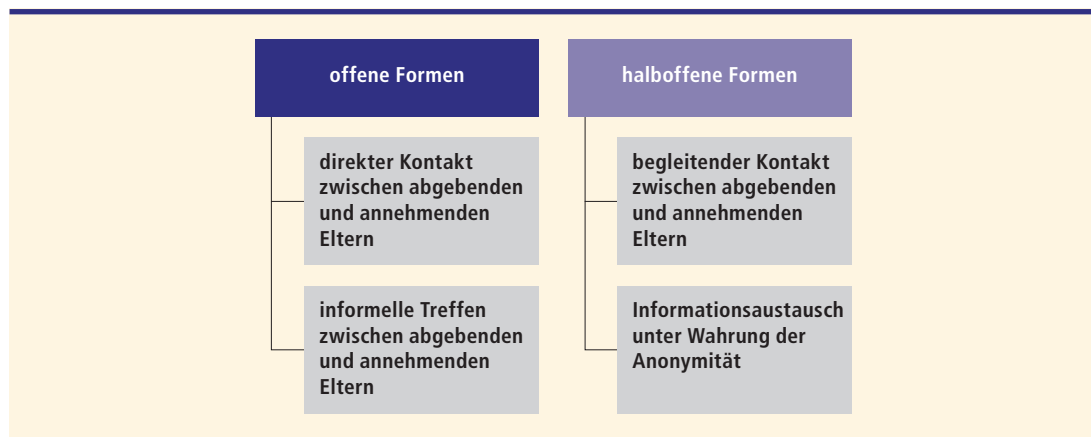 offene Formen
direkter Kontakt
zwischen abgebenden
und annehmenden
Eltern
informelle Treffen
zwischen abgebenden
und annehmenden
Eltern
halboffene Formen
begleitender Kontakt
zwischen abgebenden
und annehmenden
Eltern
Informationsaustausch
unter Wahrung der
Anonymität